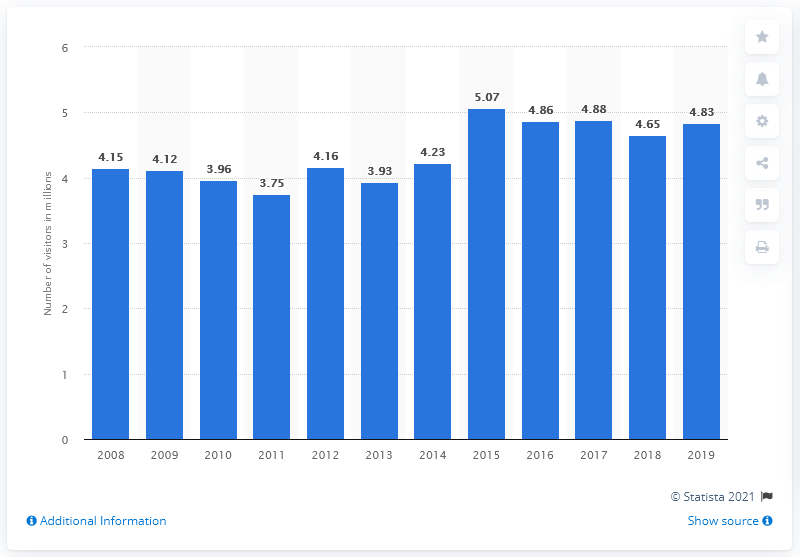 6
5
4
3
2
1
0
Number of visitors in millions
4.15 4.12 3.96 3.75 4.16 3.93 4.23 5.07 4.86 4.88 4.65 4.83
2008 2009 2010 2011 2012 2013 2014 2015 2016 2017 2018 2019
© Statista 2021
Additional Information Show source